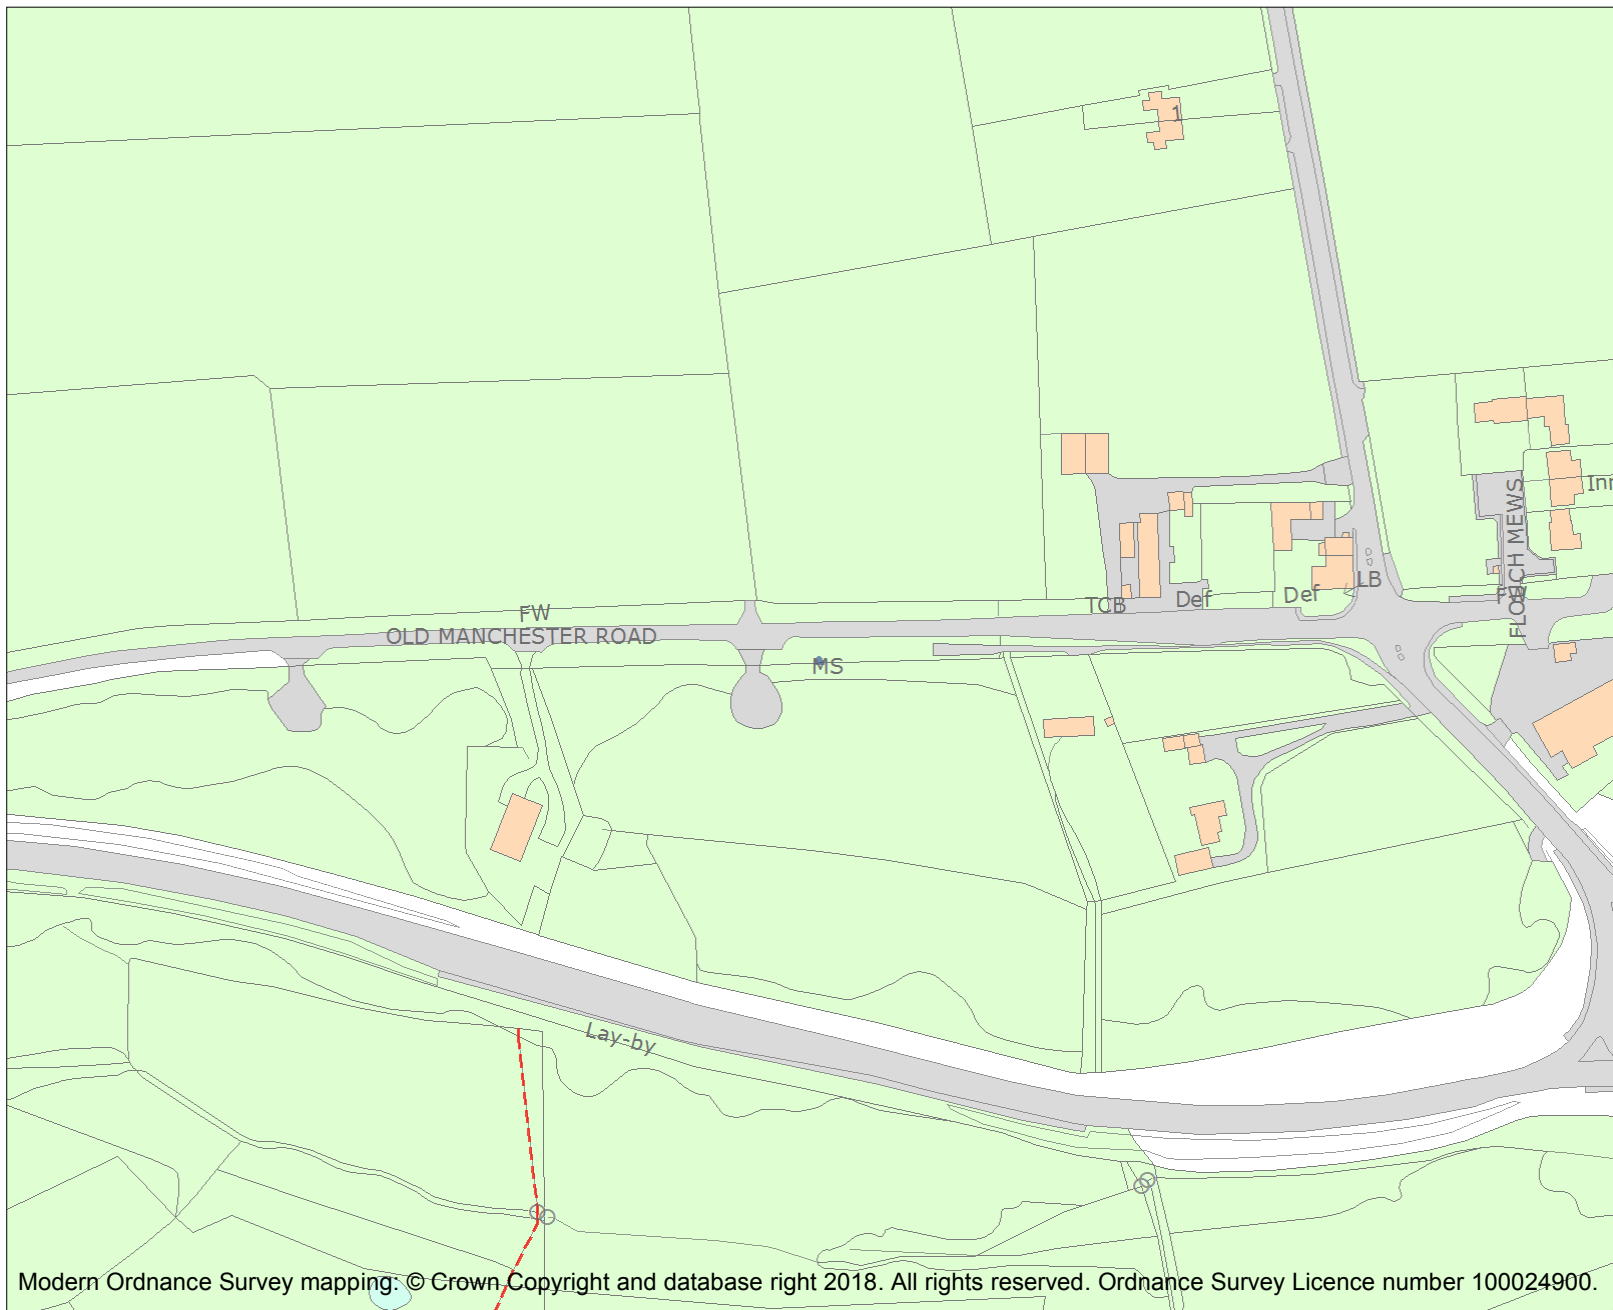 1
Inn
FLOUCH MEWS
LB
Def
Def
TCB
FW
FW
OLD MANCHESTER ROAD
MS
Lay-by
Modern Ordnance Survey mapping: © Crown Copyright and database right 2018. All rights reserved. Ordnance Survey Licence number 100024900.